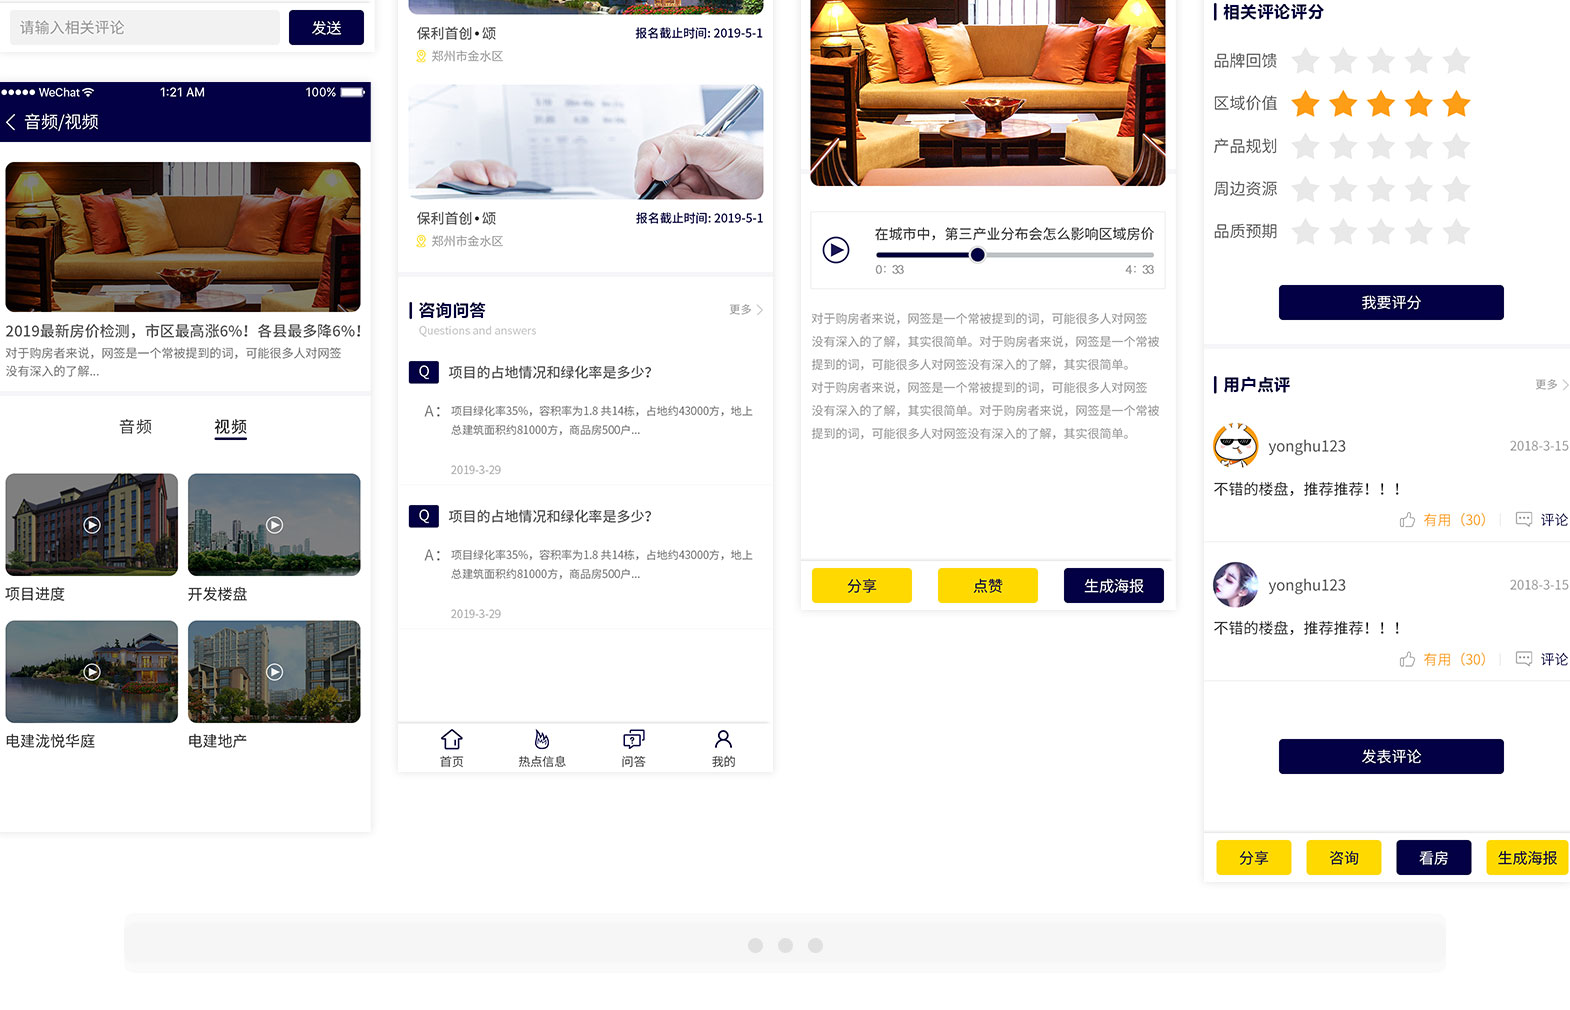 请输入相关评论
发送
WeChat
1:21 AM
100%
音频/视频
2019最新房价检测，市区最高涨6%！各县最多降6%！
对于购房者来说，网签是一个常被提到的词，可能很多人对网签
没有深入的了解...
音频
视频
项目进度
开发楼盘
电建泷悦华庭
电建地产
保利首创•颂
报名截止时间: 2019-5-1
郑州市金水区
保利首创•颂
报名截止时间: 2019-5-1
郑州市金水区
咨询问答
更多
Questions and answers
Q
项目的占地情况和绿化率是多少？
A：
项目绿化率35%，容积率为1.8 共14栋，占地约43000方，地上
总建筑面积约81000方，商品房500户...
2019-3-29
Q
项目的占地情况和绿化率是多少？
A：
项目绿化率35%，容积率为1.8 共14栋，占地约43000方，地上
总建筑面积约81000方，商品房500户...
2019-3-29
首页
热点信息
问答
我的
在城市中，第三产业分布会怎么影响区域房价
0：33
4：33
对于购房者来说，网签是一个常被提到的词，可能很多人对网签
没有深入的了解，其实很简单。对于购房者来说，网签是一个常被
提到的词，可能很多人对网签没有深入的了解，其实很简单。
对于购房者来说，网签是一个常被提到的词，可能很多人对网签
没有深入的了解，其实很简单。对于购房者来说，网签是一个常被
提到的词，可能很多人对网签没有深入的了解，其实很简单。
分享
点赞
生成海报
相关评论评分
品牌回馈
区域价值
产品规划
周边资源
品质预期
我要评分
用户点评
更多
yonghu123
2018-3-15
不错的楼盘，推荐推荐！！！
有用（30）
评论
yonghu123
2018-3-15
不错的楼盘，推荐推荐！！！
有用（30）
评论
发表评论
分享
咨询
看房
生成海报